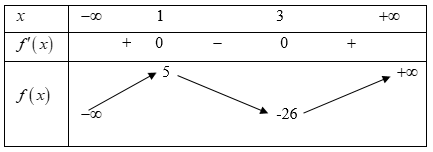 x −∞ 1 3 +∞
f'(x) + 0 − 0 +
f(x) −∞ 5 -26 +∞